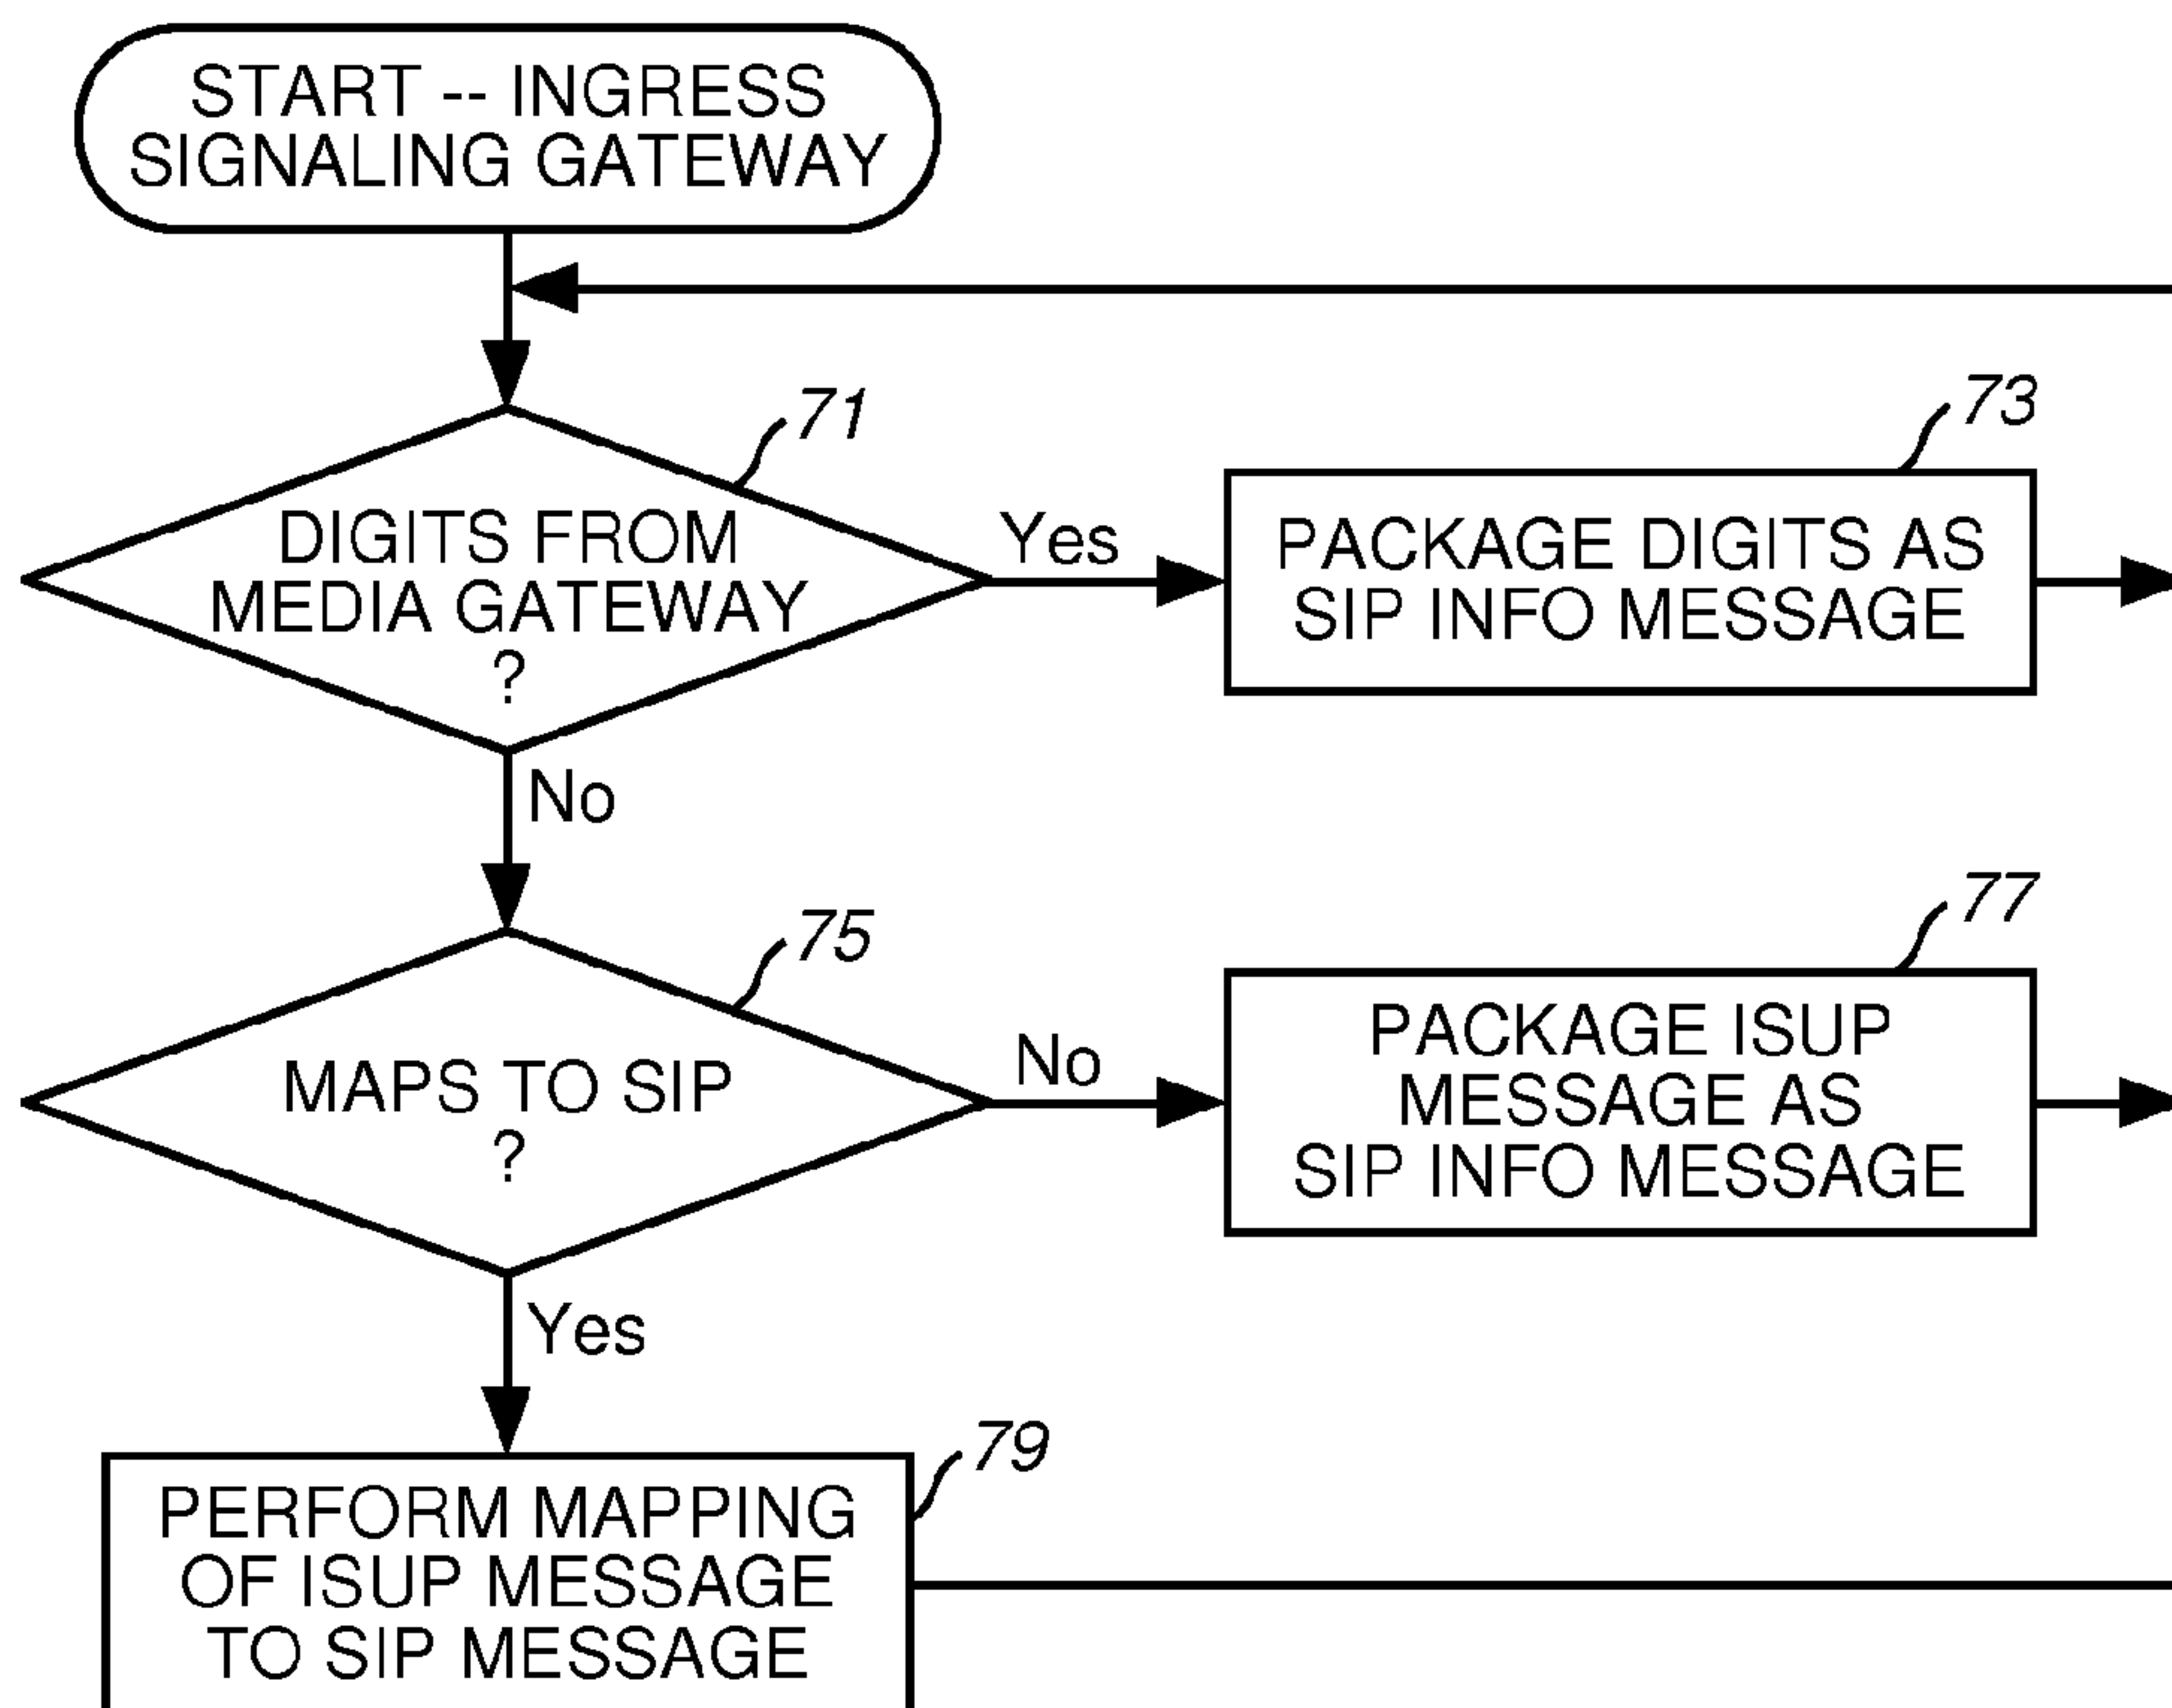 START -- INGRESS
SIGNALING GATEWAY
71
DIGITS FROM
MEDIA GATEWAY
?
Yes
73
PACKAGE DIGITS AS
SIP INFO MESSAGE
No
75
MAPS TO SIP
?
No
77
PACKAGE ISUP
MESSAGE AS
SIP INFO MESSAGE
Yes
79
PERFORM MAPPING
OF ISUP MESSAGE
TO SIP MESSAGE